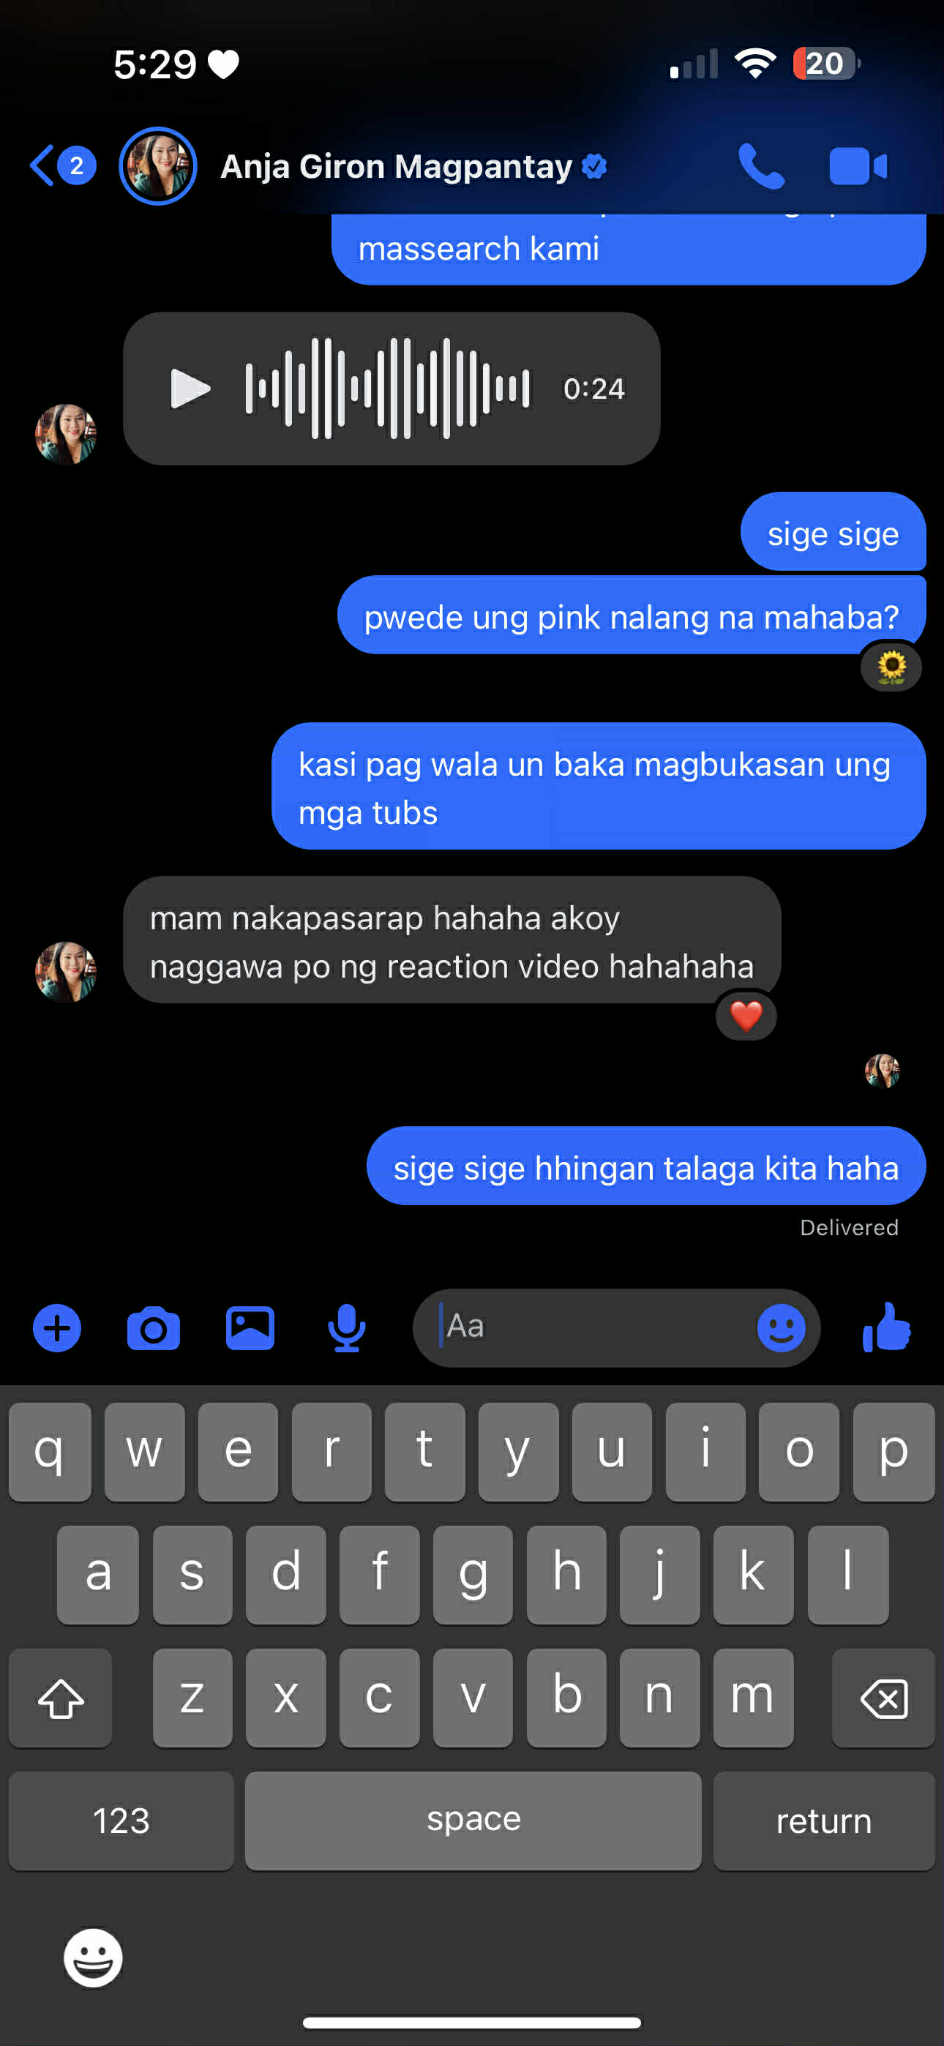 5:29
20
2
Anja Giron Magpantay
massearch kami
0:24
sige sige
pwede ung pink nalang na mahaba?
kasi pag wala un baka magbukasan ung
mga tubs
mam nakapasarap hahaha akoy
naggawa po ng reaction video hahahaha
sige sige hhingan talaga kita haha
Delivered
Aa
q w e r t y u i o p
a s d f g h j k l
z x c v b n m
123 space return